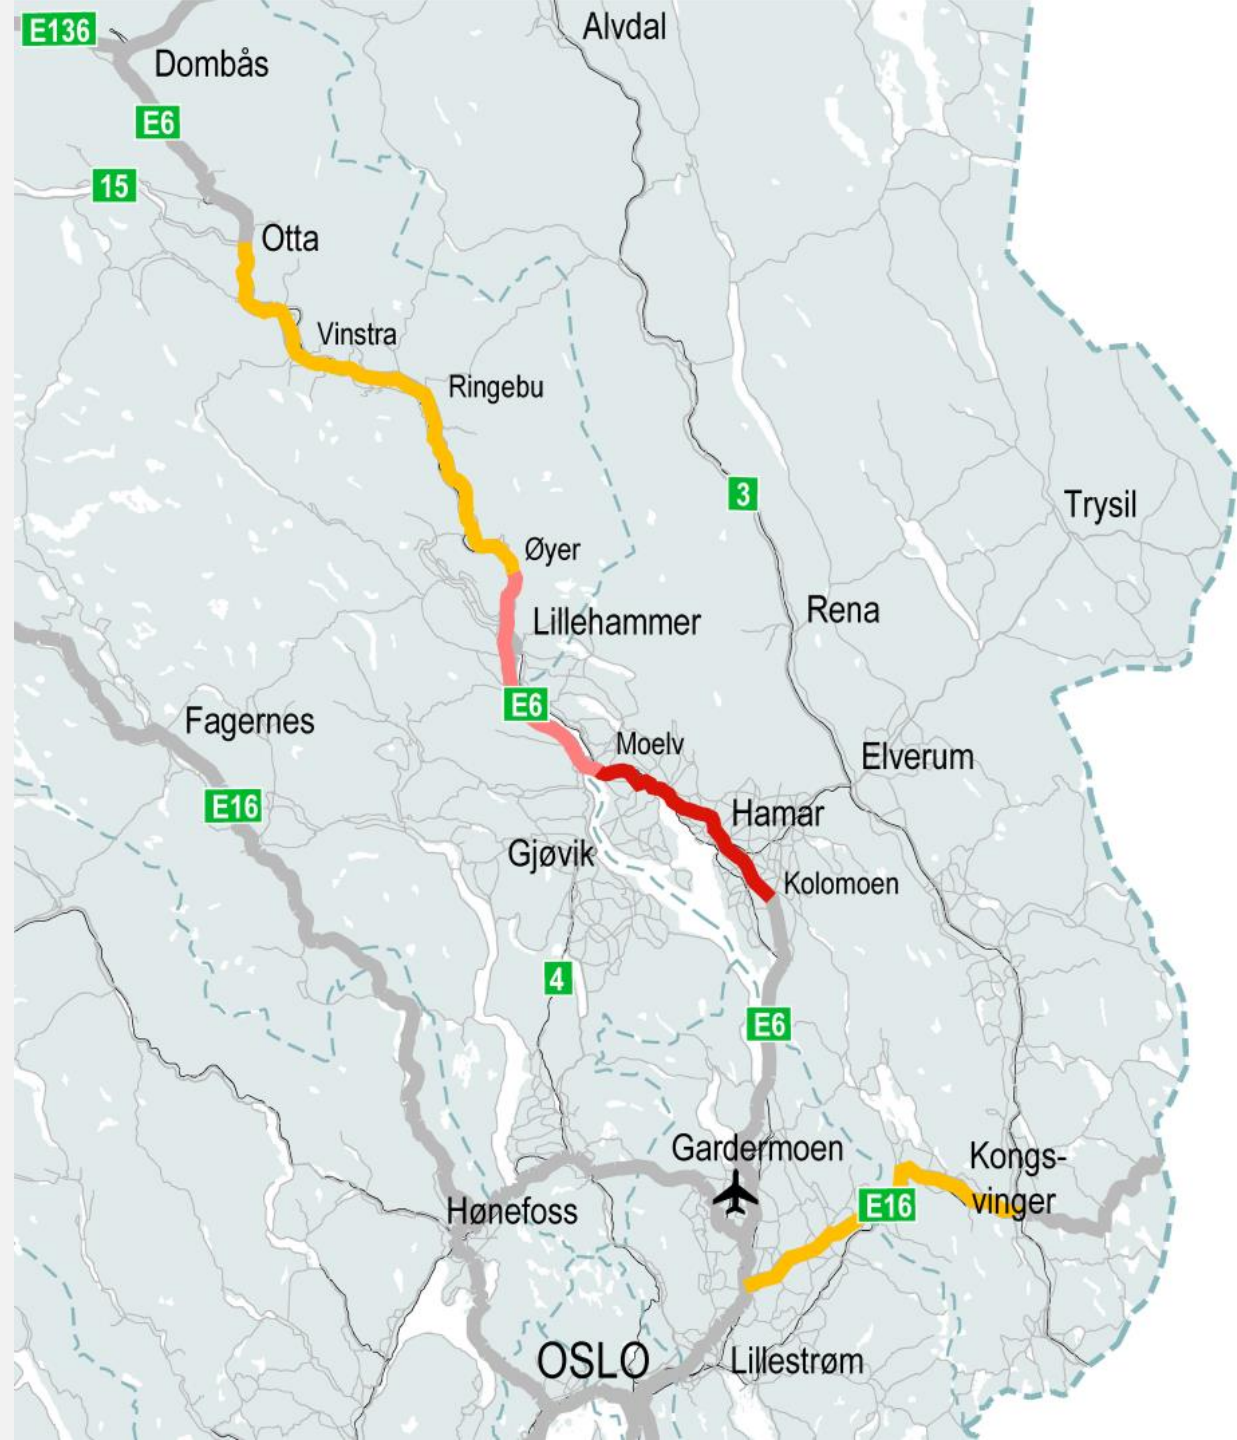 Alvdal
E136
Dombås
E6
15
Otta
Vinstra
Ringebu
3
Trysil
Øyer
Rena
Lillehammer
E6
Fagernes
Moelv
Elverum
E16
Hamar
Gjøvik
Kolomoen
4
E6
Gardermoen
Kongs-
vinger
E16
Hønefoss
OSLO
Lillestrøm